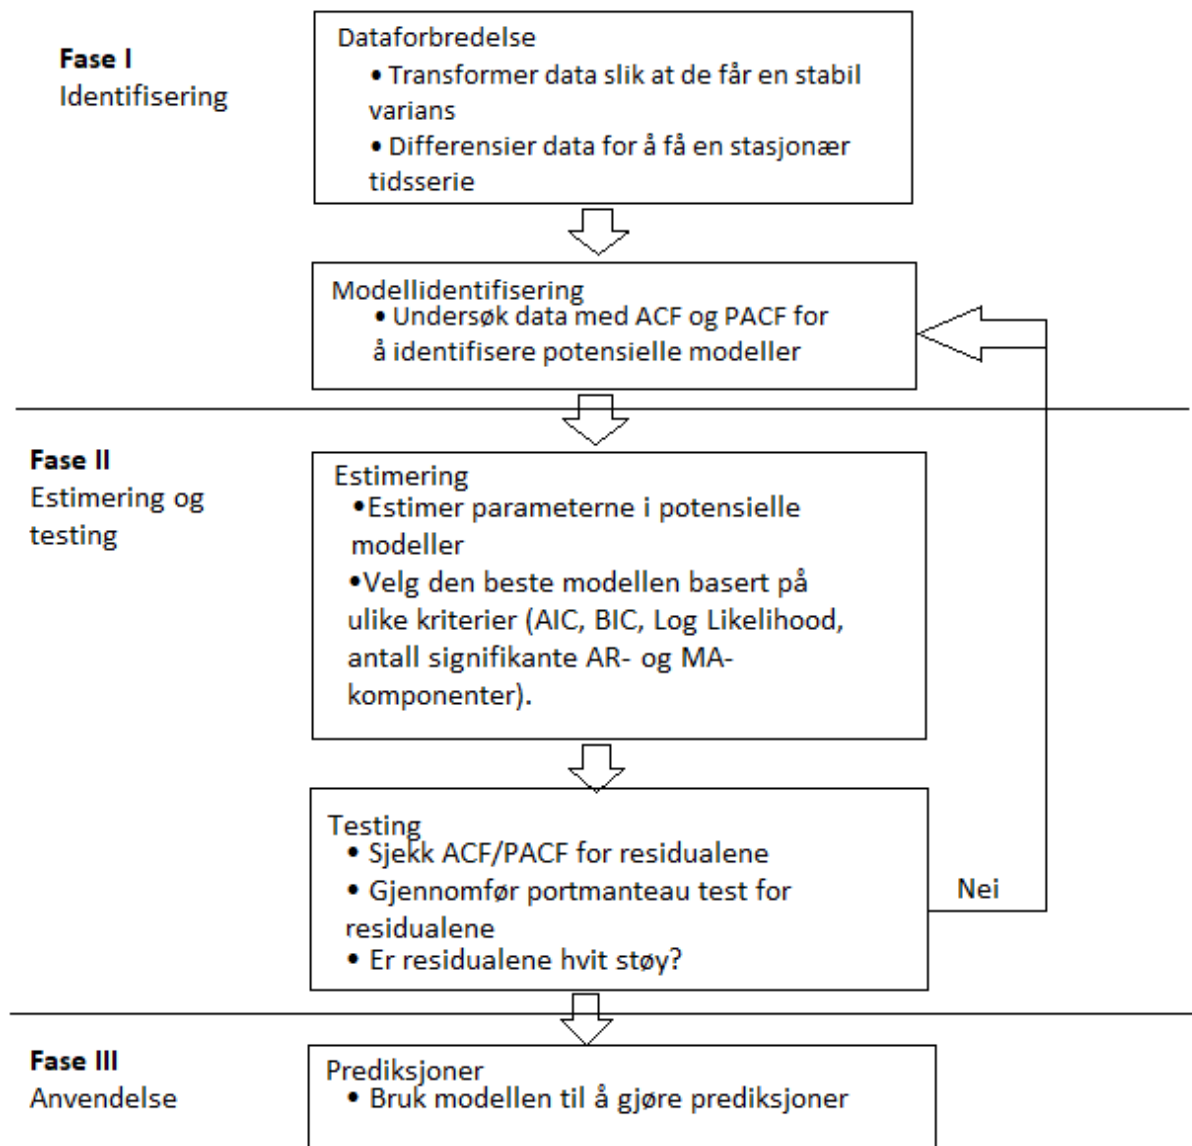 Fase I
Identifisering
Dataforbredelse
• Transformer data slik at de får en stabil
varians
• Differensier data for å få en stasjonær
tidsserie
Modellidentifisering
• Undersøk data med ACF og PACF for
å identifisere potensielle modeller
Fase II
Estimering og
testing
Estimering
•Estimer parameterne i potensielle
modeller
•Velg den beste modellen basert på
ulike kriterier (AIC, BIC, Log Likelihood,
antall signifikante AR- og MA-
komponenter).
Testing
• Sjekk ACF/PACF for residualene
• Gjennomfør portmanteau test for
residualene
• Er residualene hvit støy?
Nei
Fase III
Anvendelse
Prediksjoner
• Bruk modellen til å gjøre prediksjoner